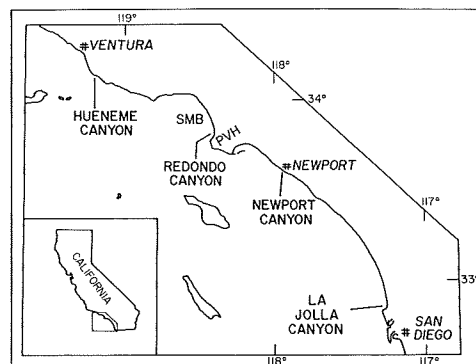 119°
#VENTURA
118°
34°
HUENEME
CANYON
SMB
PVH
REDONDO
CANYON
#NEWPORT
NEWPORT
CANYON
117°
CALIFORNIA
33°
LA
JOLLA
CANYON
#SAN
DIEGO
118°
117°